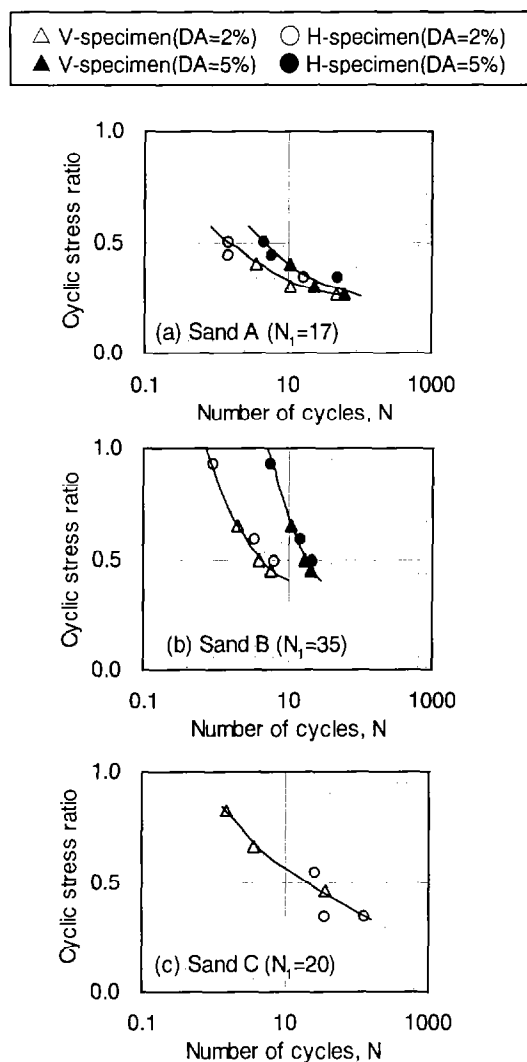 △ V-specimen(DA=2%) ○ H-specimen(DA=2%)
▲ V-specimen(DA=5%) ● H-specimen(DA=5%)
1.0
Cyclic stress ratio
0.5
(a) Sand A (N₁=17)
0.0
0.1 10 1000
Number of cycles, N
1.0
Cyclic stress ratio
0.5
(b) Sand B (N₁=35)
0.0
0.1 10 1000
Number of cycles, N
1.0
Cyclic stress ratio
0.5
(c) Sand C (N₁=20)
0.0
0.1 10 1000
Number of cycles, N